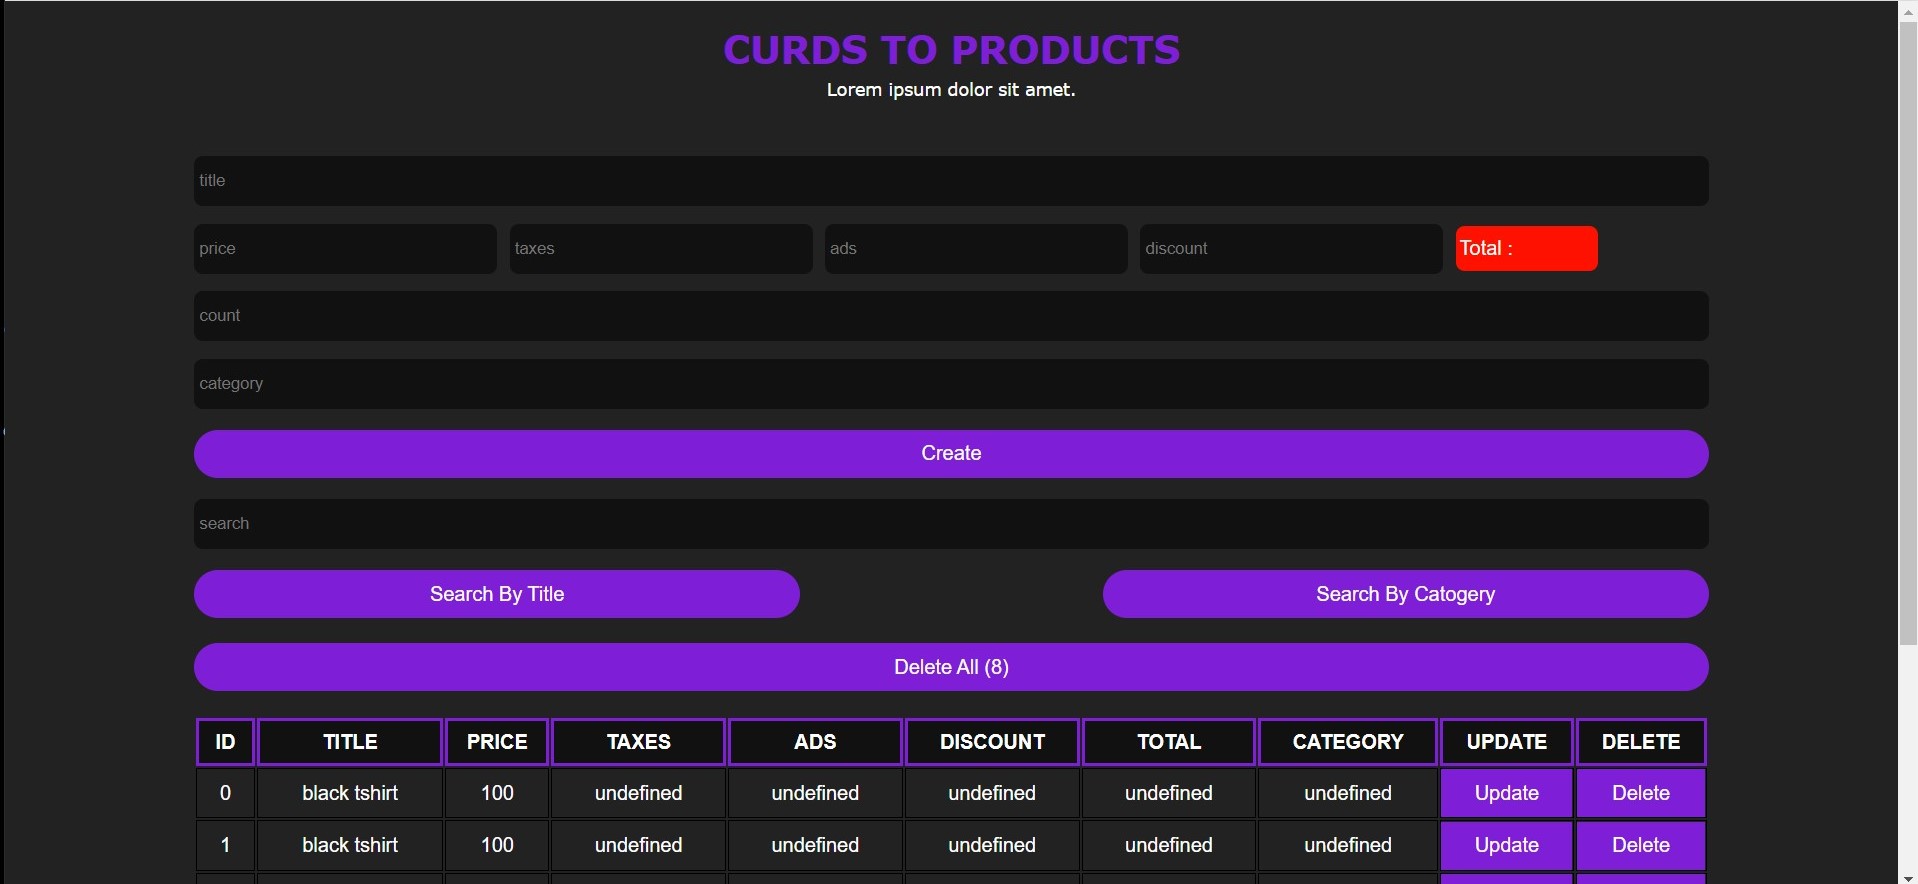 CURDS TO PRODUCTS
Lorem ipsum dolor sit amet.
title
price taxes ads discount Total :
count
category
Create
search
Search By Title Search By Catogery
Delete All (8)
ID TITLE PRICE TAXES ADS DISCOUNT TOTAL CATEGORY UPDATE DELETE
0 black tshirt 100 undefined undefined undefined undefined undefined Update Delete
1 black tshirt 100 undefined undefined undefined undefined undefined Update Delete